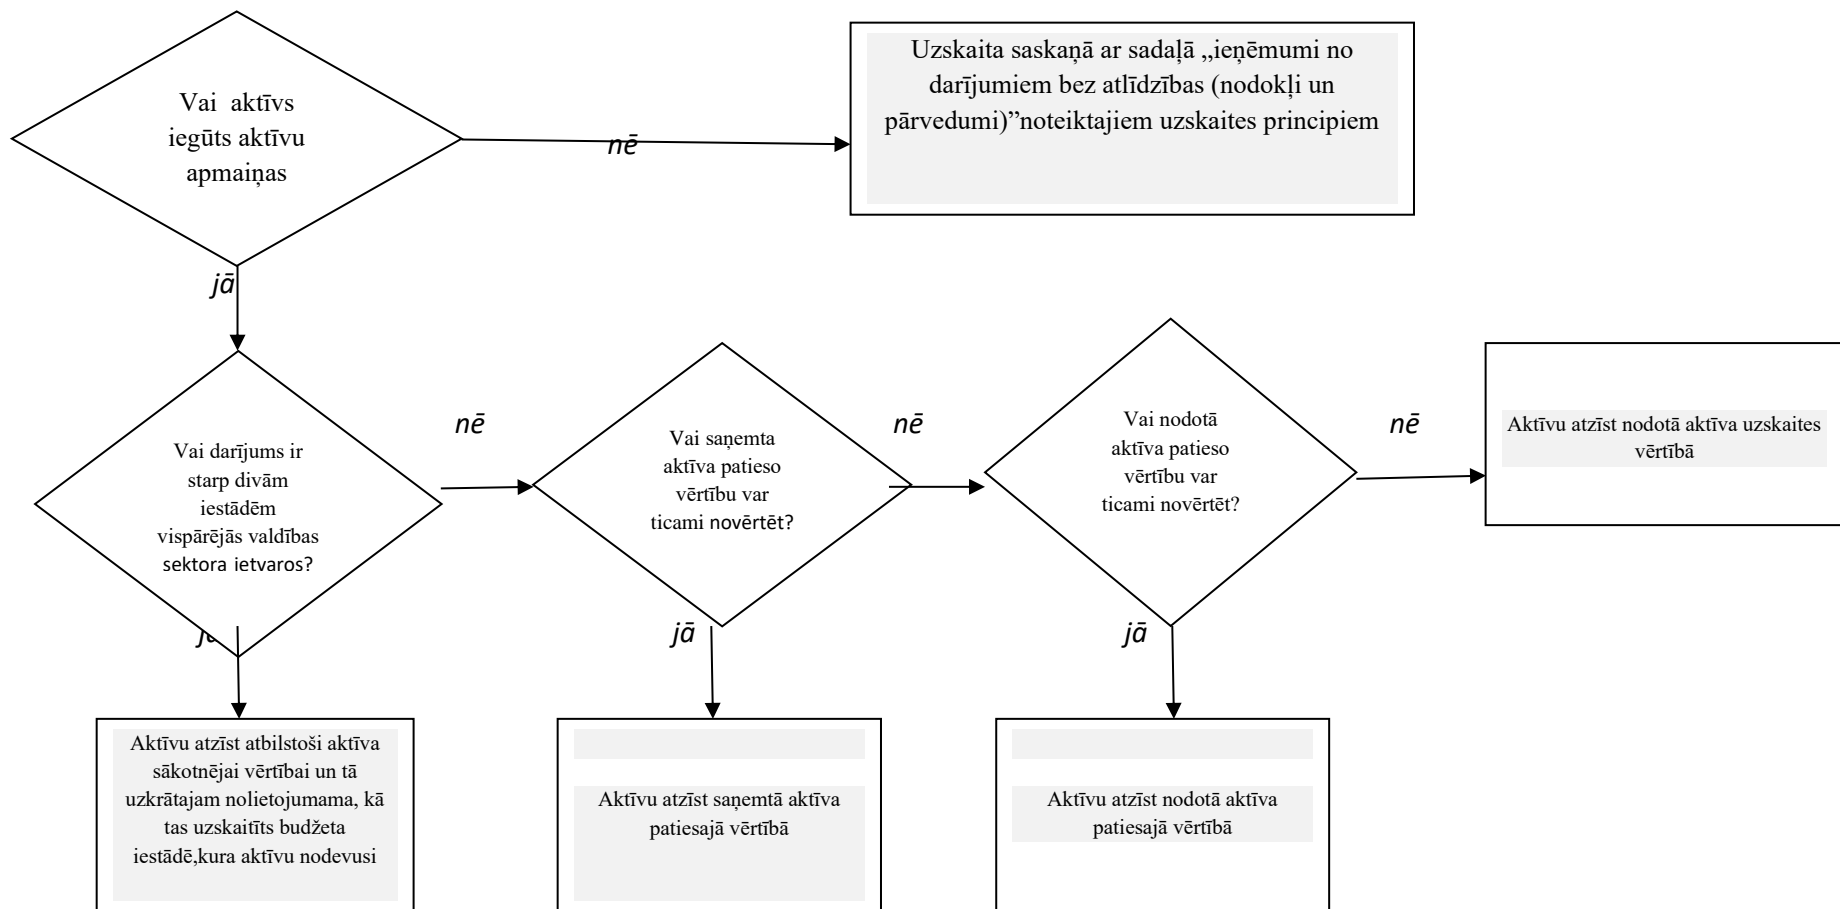 Vai aktīvs
iegūts aktīvu
apmaiņas
Uzskaita saskaņā ar sadaļā „ieņēmumi no
darījumiem bez atlīdzības (nodokļi un
pārvedumi)”noteiktajiem uzskaites principiem
nē
jā
Vai darījums ir
starp divām
iestādēm
vispārējās valdības
sektora ietvaros?
nē
Vai saņemta
aktīva patieso
vērtību var
ticami novērtēt?
nē
Vai nodotā
aktīva patieso
vērtību var
ticami novērtēt?
nē
Aktīvu atzīst nodotā aktīva uzskaites
vērtībā
jā
jā
Aktīvu atzīst atbilstoši aktīva
sākotnējai vērtībai un tā
uzkrātajam nolietojumama, kā
tas uzskaitīts budžeta
iestādē,kura aktīvu nodevusi
Aktīvu atzīst saņemtā aktīva
patiesajā vērtībā
Aktīvu atzīst nodotā aktīva
patiesajā vērtībā